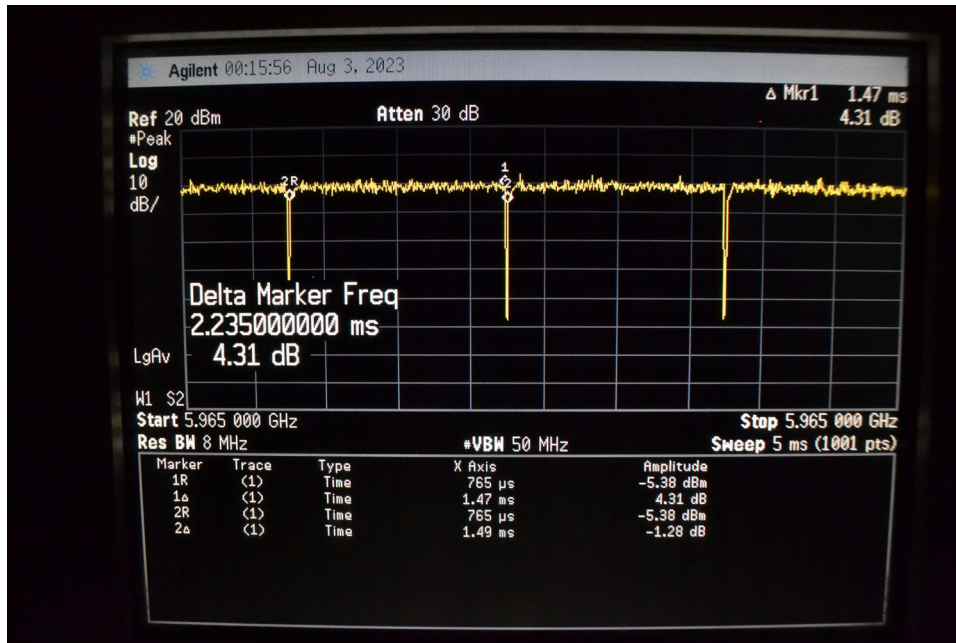 Agilent 00:15:56 Aug 3, 2023
Δ Mkr1 1.47 ms
Ref 20 dBm Atten 30 dB 4.31 dB
#Peak
Log
10
dB/
2R
1
2
Delta Marker Freq
2.235000000 ms
4.31 dB
LgAv
W1 S2
Start 5.965 000 GHz Stop 5.965 000 GHz
Res BW 8 MHz #VBW 50 MHz Sweep 5 ms (1001 pts)
Marker Trace Type X Axis Amplitude
1R (1) Time 765 µs -5.38 dBm
1Δ (1) Time 1.47 ms 4.31 dB
2R (1) Time 765 µs -5.38 dBm
2Δ (1) Time 1.49 ms -1.28 dB